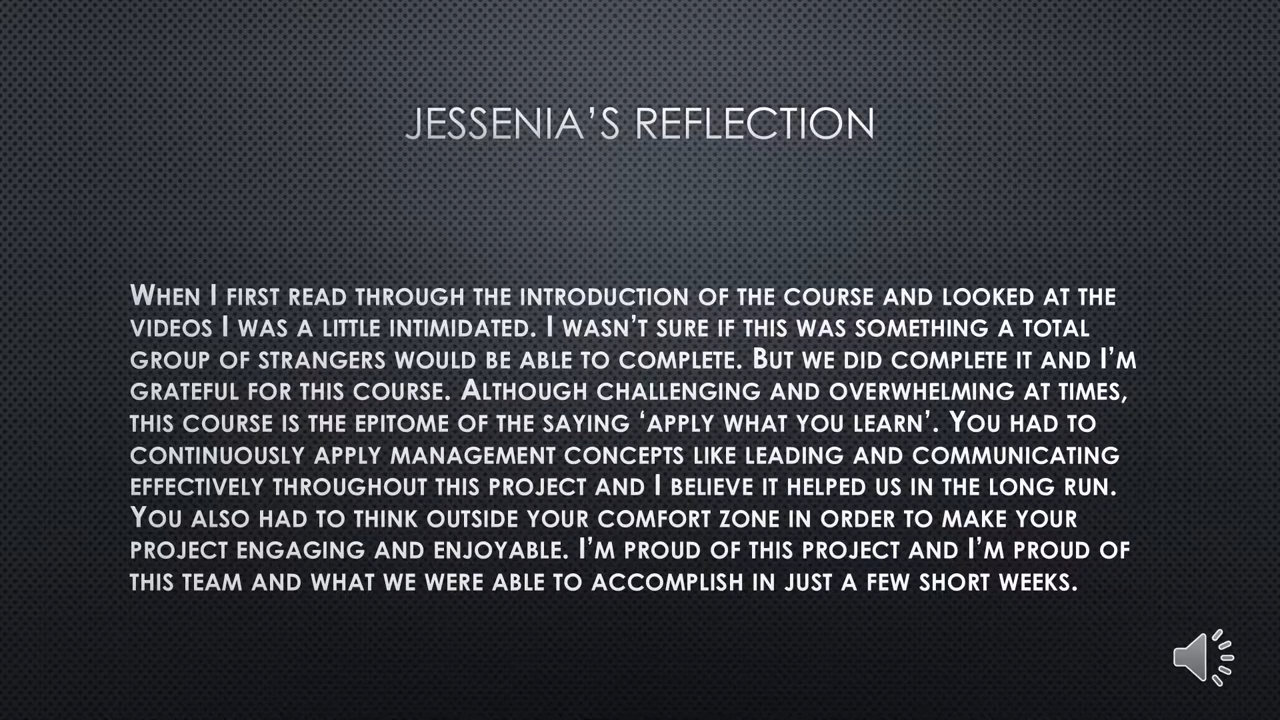 JESSENIA’S REFLECTION
WHEN I FIRST READ THROUGH THE INTRODUCTION OF THE COURSE AND LOOKED AT THE
VIDEOS I WAS A LITTLE INTIMIDATED. I WASN’T SURE IF THIS WAS SOMETHING A TOTAL
GROUP OF STRANGERS WOULD BE ABLE TO COMPLETE. BUT WE DID COMPLETE IT AND I’M
GRATEFUL FOR THIS COURSE. ALTHOUGH CHALLENGING AND OVERWHELMING AT TIMES,
THIS COURSE IS THE EPITOME OF THE SAYING ‘APPLY WHAT YOU LEARN’. YOU HAD TO
CONTINUOUSLY APPLY MANAGEMENT CONCEPTS LIKE LEADING AND COMMUNICATING
EFFECTIVELY THROUGHOUT THIS PROJECT AND I BELIEVE IT HELPED US IN THE LONG RUN.
YOU ALSO HAD TO THINK OUTSIDE YOUR COMFORT ZONE IN ORDER TO MAKE YOUR
PROJECT ENGAGING AND ENJOYABLE. I’M PROUD OF THIS PROJECT AND I’M PROUD OF
THIS TEAM AND WHAT WE WERE ABLE TO ACCOMPLISH IN JUST A FEW SHORT WEEKS.